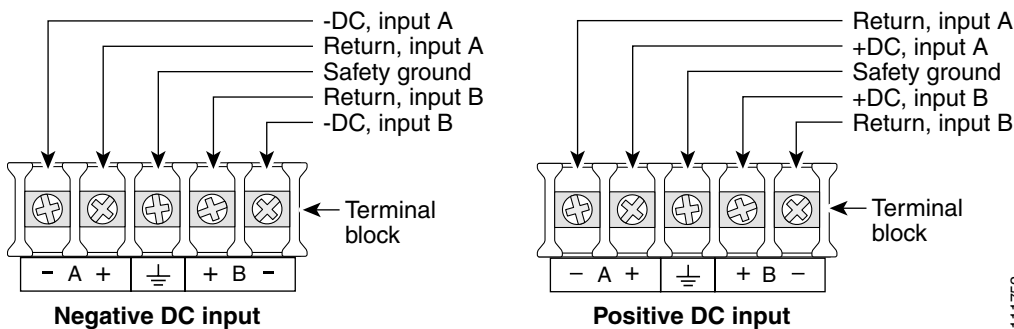 -DC, input A
Return, input A
Safety ground
Return, input B
-DC, input B
Terminal
block
- A +
+ B -
Negative DC input
Return, input A
+DC, input A
Safety ground
+DC, input B
Return, input B
Terminal
block
- A +
+ B -
Positive DC input